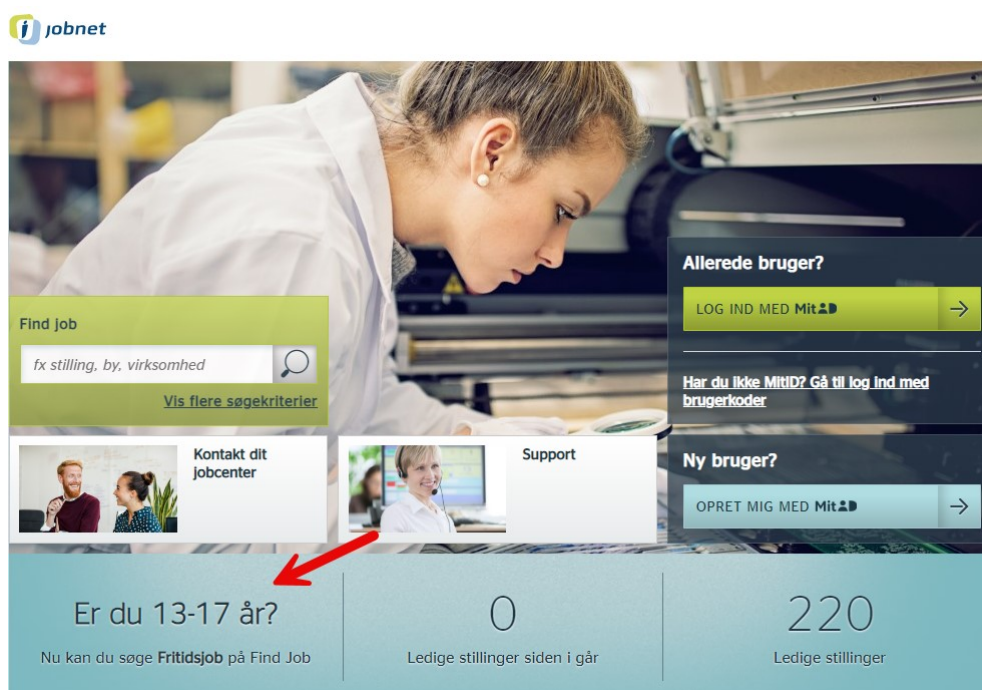 jobnet
Find job
fx stilling, by, virksomhed
Vis flere søgekriterier
Kontakt dit
jobcenter
Support
Allerede bruger?
LOG IND MED MitID
Har du ikke MitID? Gå til log ind med
brugerkoder
Ny bruger?
OPRET MIG MED MitID
Er du 13-17 år?
Nu kan du søge Fritidsjob på Find Job
0
Ledige stillinger siden i går
220
Ledige stillinger